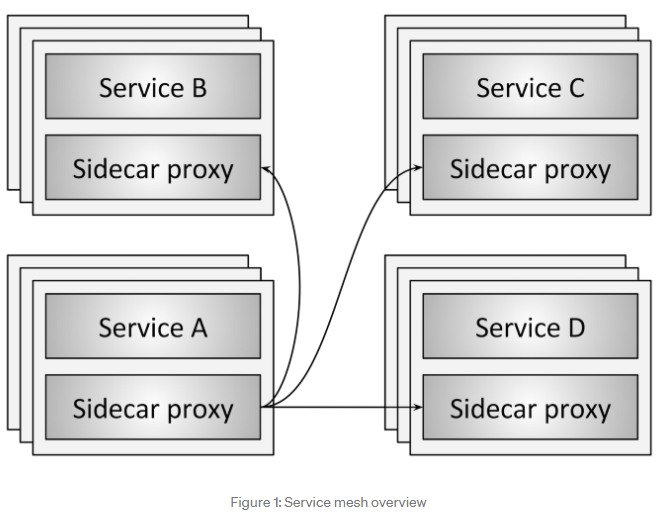 Service B
Sidecar proxy
Service C
Sidecar proxy
Service A
Sidecar proxy
Service D
Sidecar proxy
Figure 1: Service mesh overview